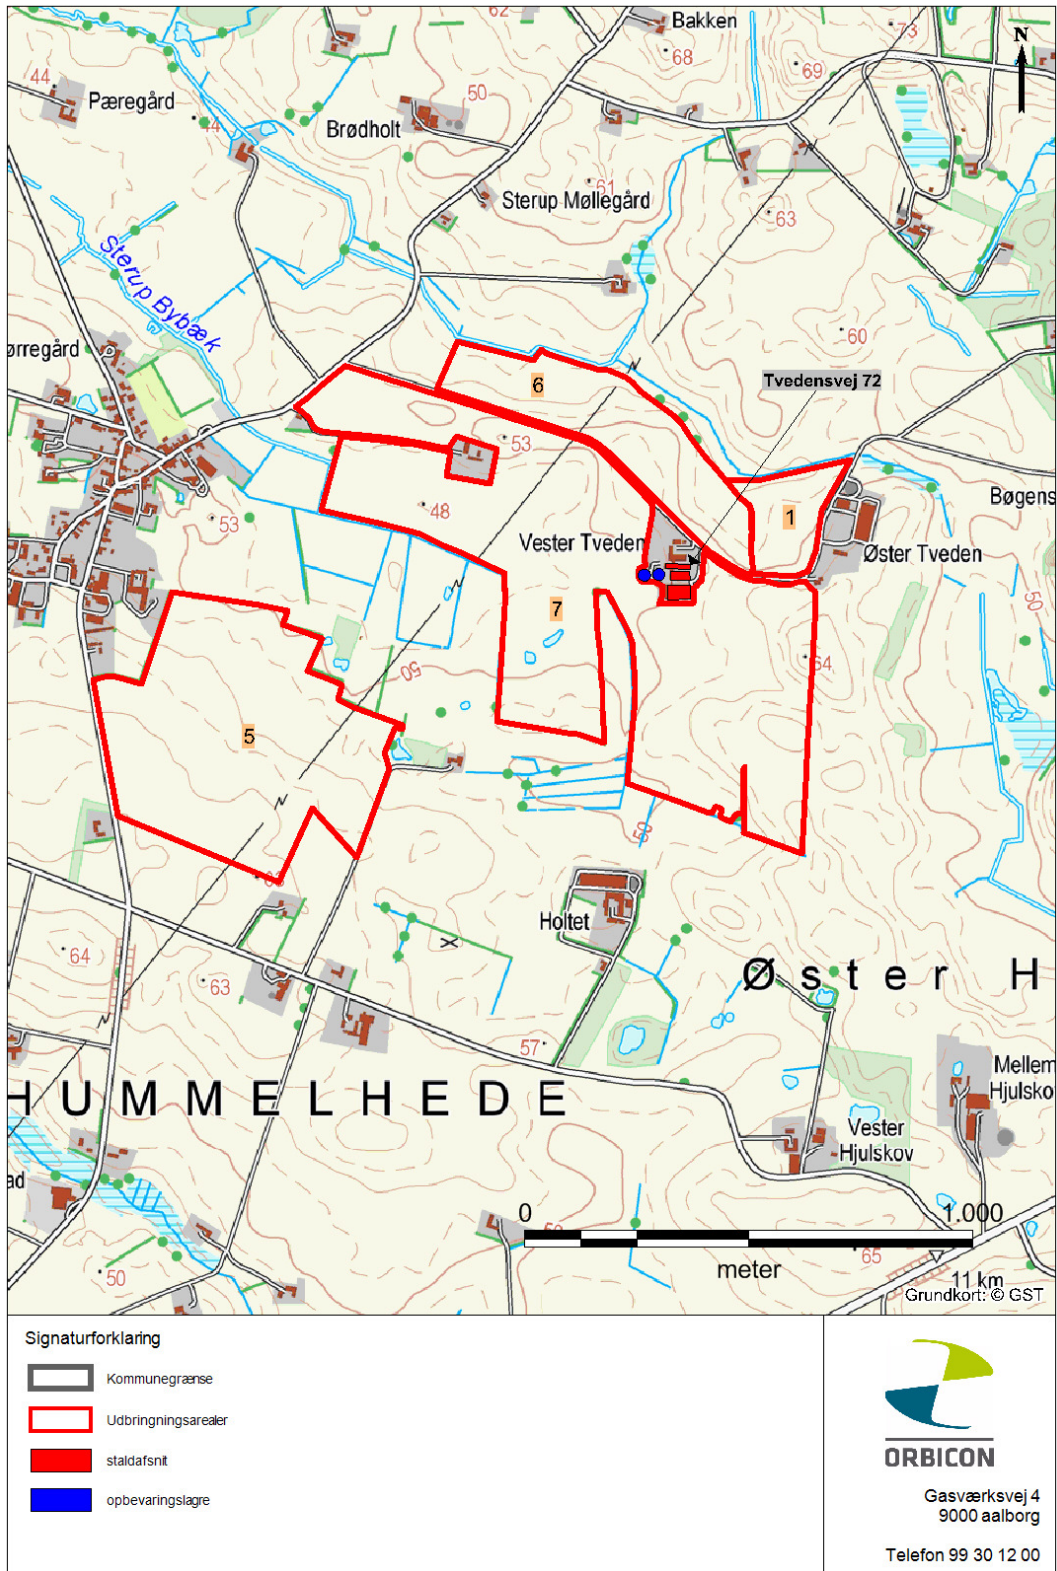 62
Bakken
73
N
68
69
44
Pæregård
50
Brødholt
44
61
Sterup Møllegård
63
Sterup Bybæk
60
ørregård
Tvedensvej 72
6
53
48
53
1
Bøgens
Vester Tveden
Øster Tveden
50
7
64
50
5
50
Holtet
64
63
Øster H
57
Mellem
Hjulsko
HUMMELHEDE
Vester
Hjulskov
ad
0
1.000
65
meter
50
11 km
Grundkort: © GST
Signaturforklaring
Kommunegrænse
Udbringningsarealer
staldafsnit
opbevaringslagre
ORBICON
Gasværksvej 4
9000 aalborg
Telefon 99 30 12 00